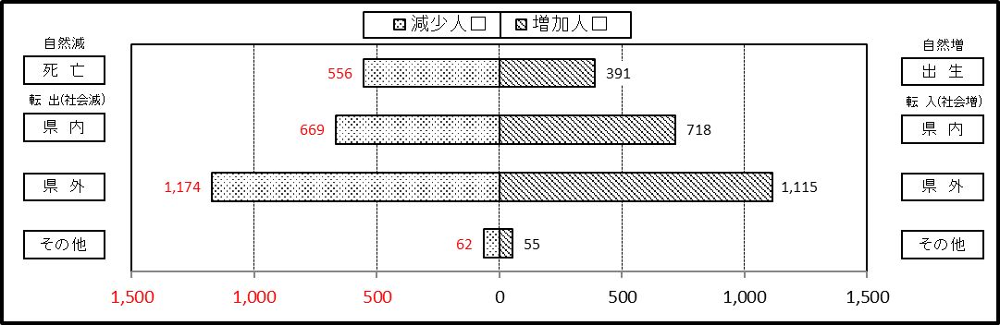 減少人口 増加人口
自然減 自然増
死亡 556 391 出生
転 出(社会減) 転 入(社会増)
県内 669 718 県内
県外 1,174 1,115 県外
その他 62 55 その他
1,500 1,000 500 0 500 1,000 1,500